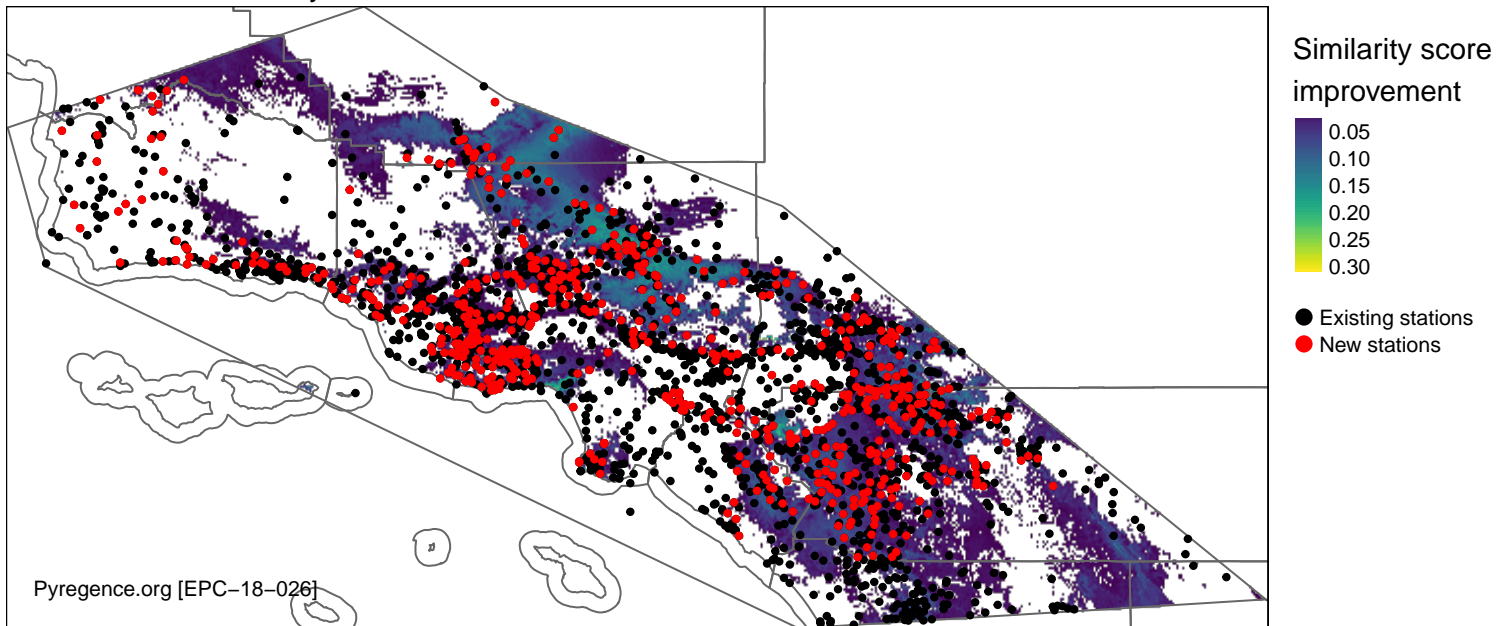 Similarity score
improvement
0.05
0.10
0.15
0.20
0.25
0.30
Existing stations
New stations
Pyregence.org [EPC−18−026]